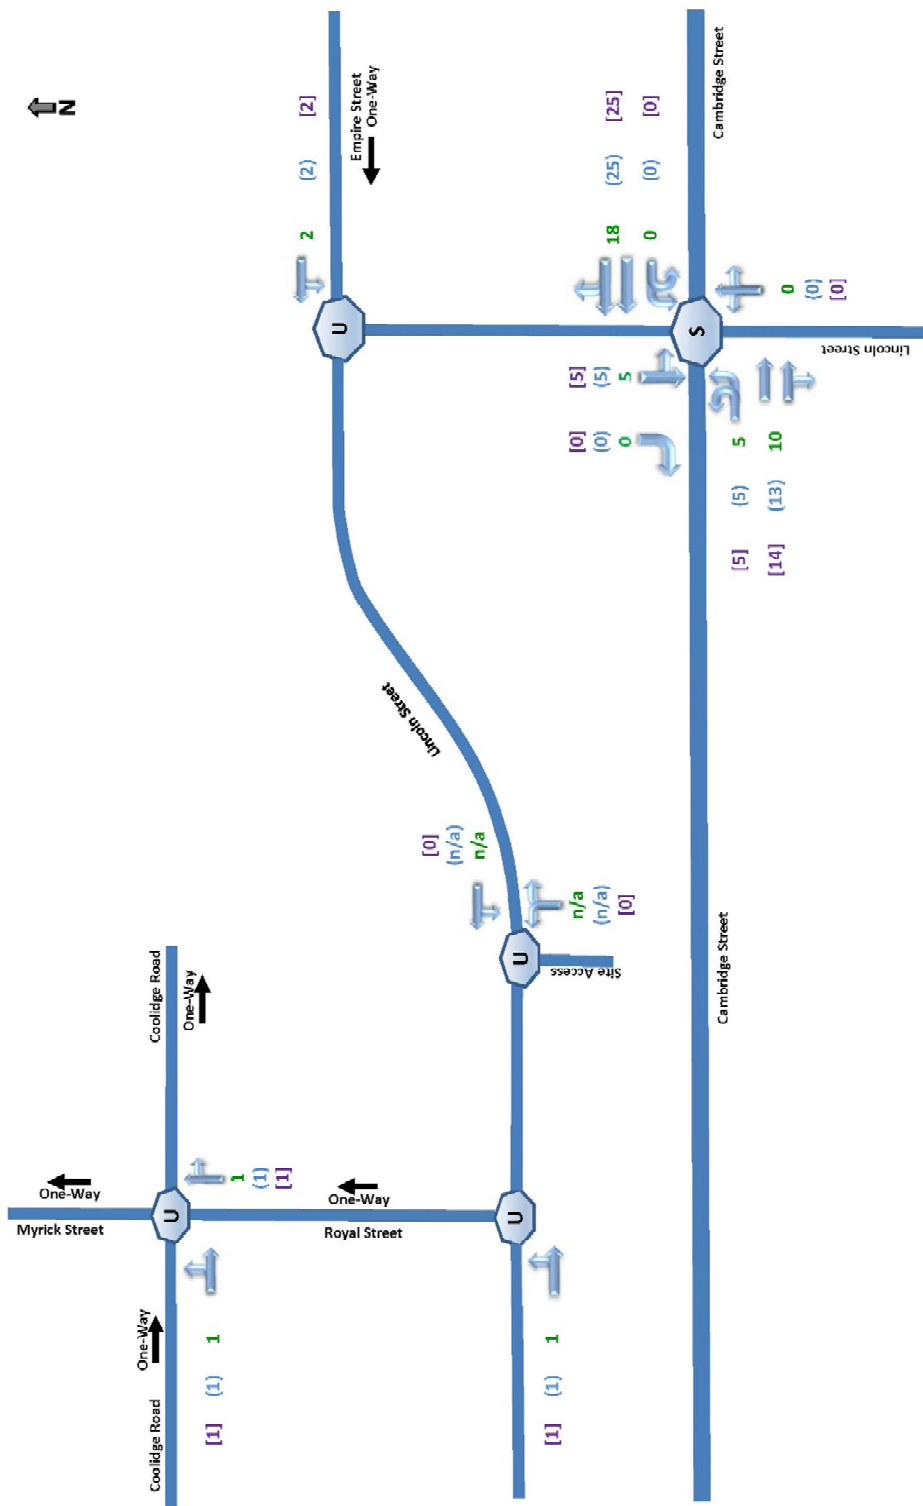 N
Empire Street
One-Way
2 (2) [2]
U
18 (25) [25]
0 (0) [0]
Cambridge Street
S
0
(0)
[0]
Lincoln Street
[5]
(5)
5
[0]
(0)
0
[5] (5) 5
[14] (13) 10
Lincoln Street
[0]
(n/a)
n/a
U
n/a
(n/a)
[0]
Site Access
Cambridge Street
Coolidge Road
One-Way
One-Way
Myrick Street
U
1
(1)
[1]
One-Way
Royal Street
U
One-Way
Coolidge Road
[1] (1) 1
[1] (1) 1